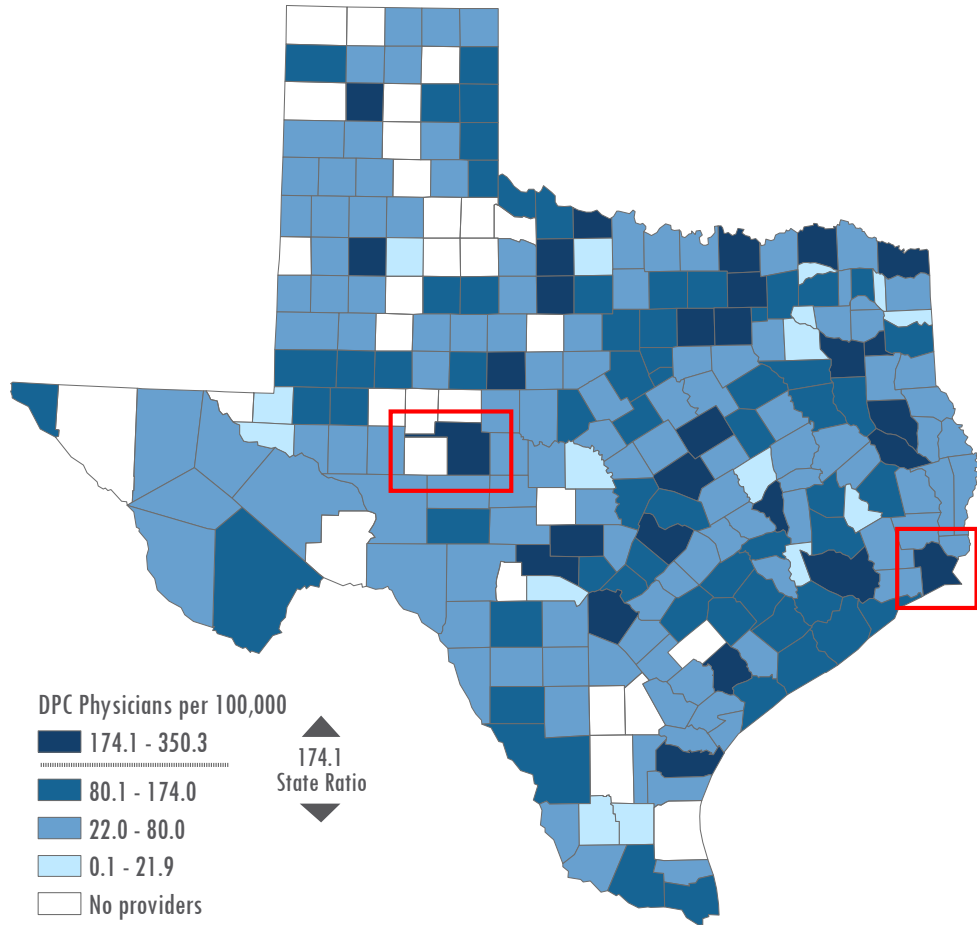 DPC Physicians per 100,000
174.1 - 350.3
80.1 - 174.0
22.0 - 80.0
0.1 - 21.9
No providers
174.1
State Ratio